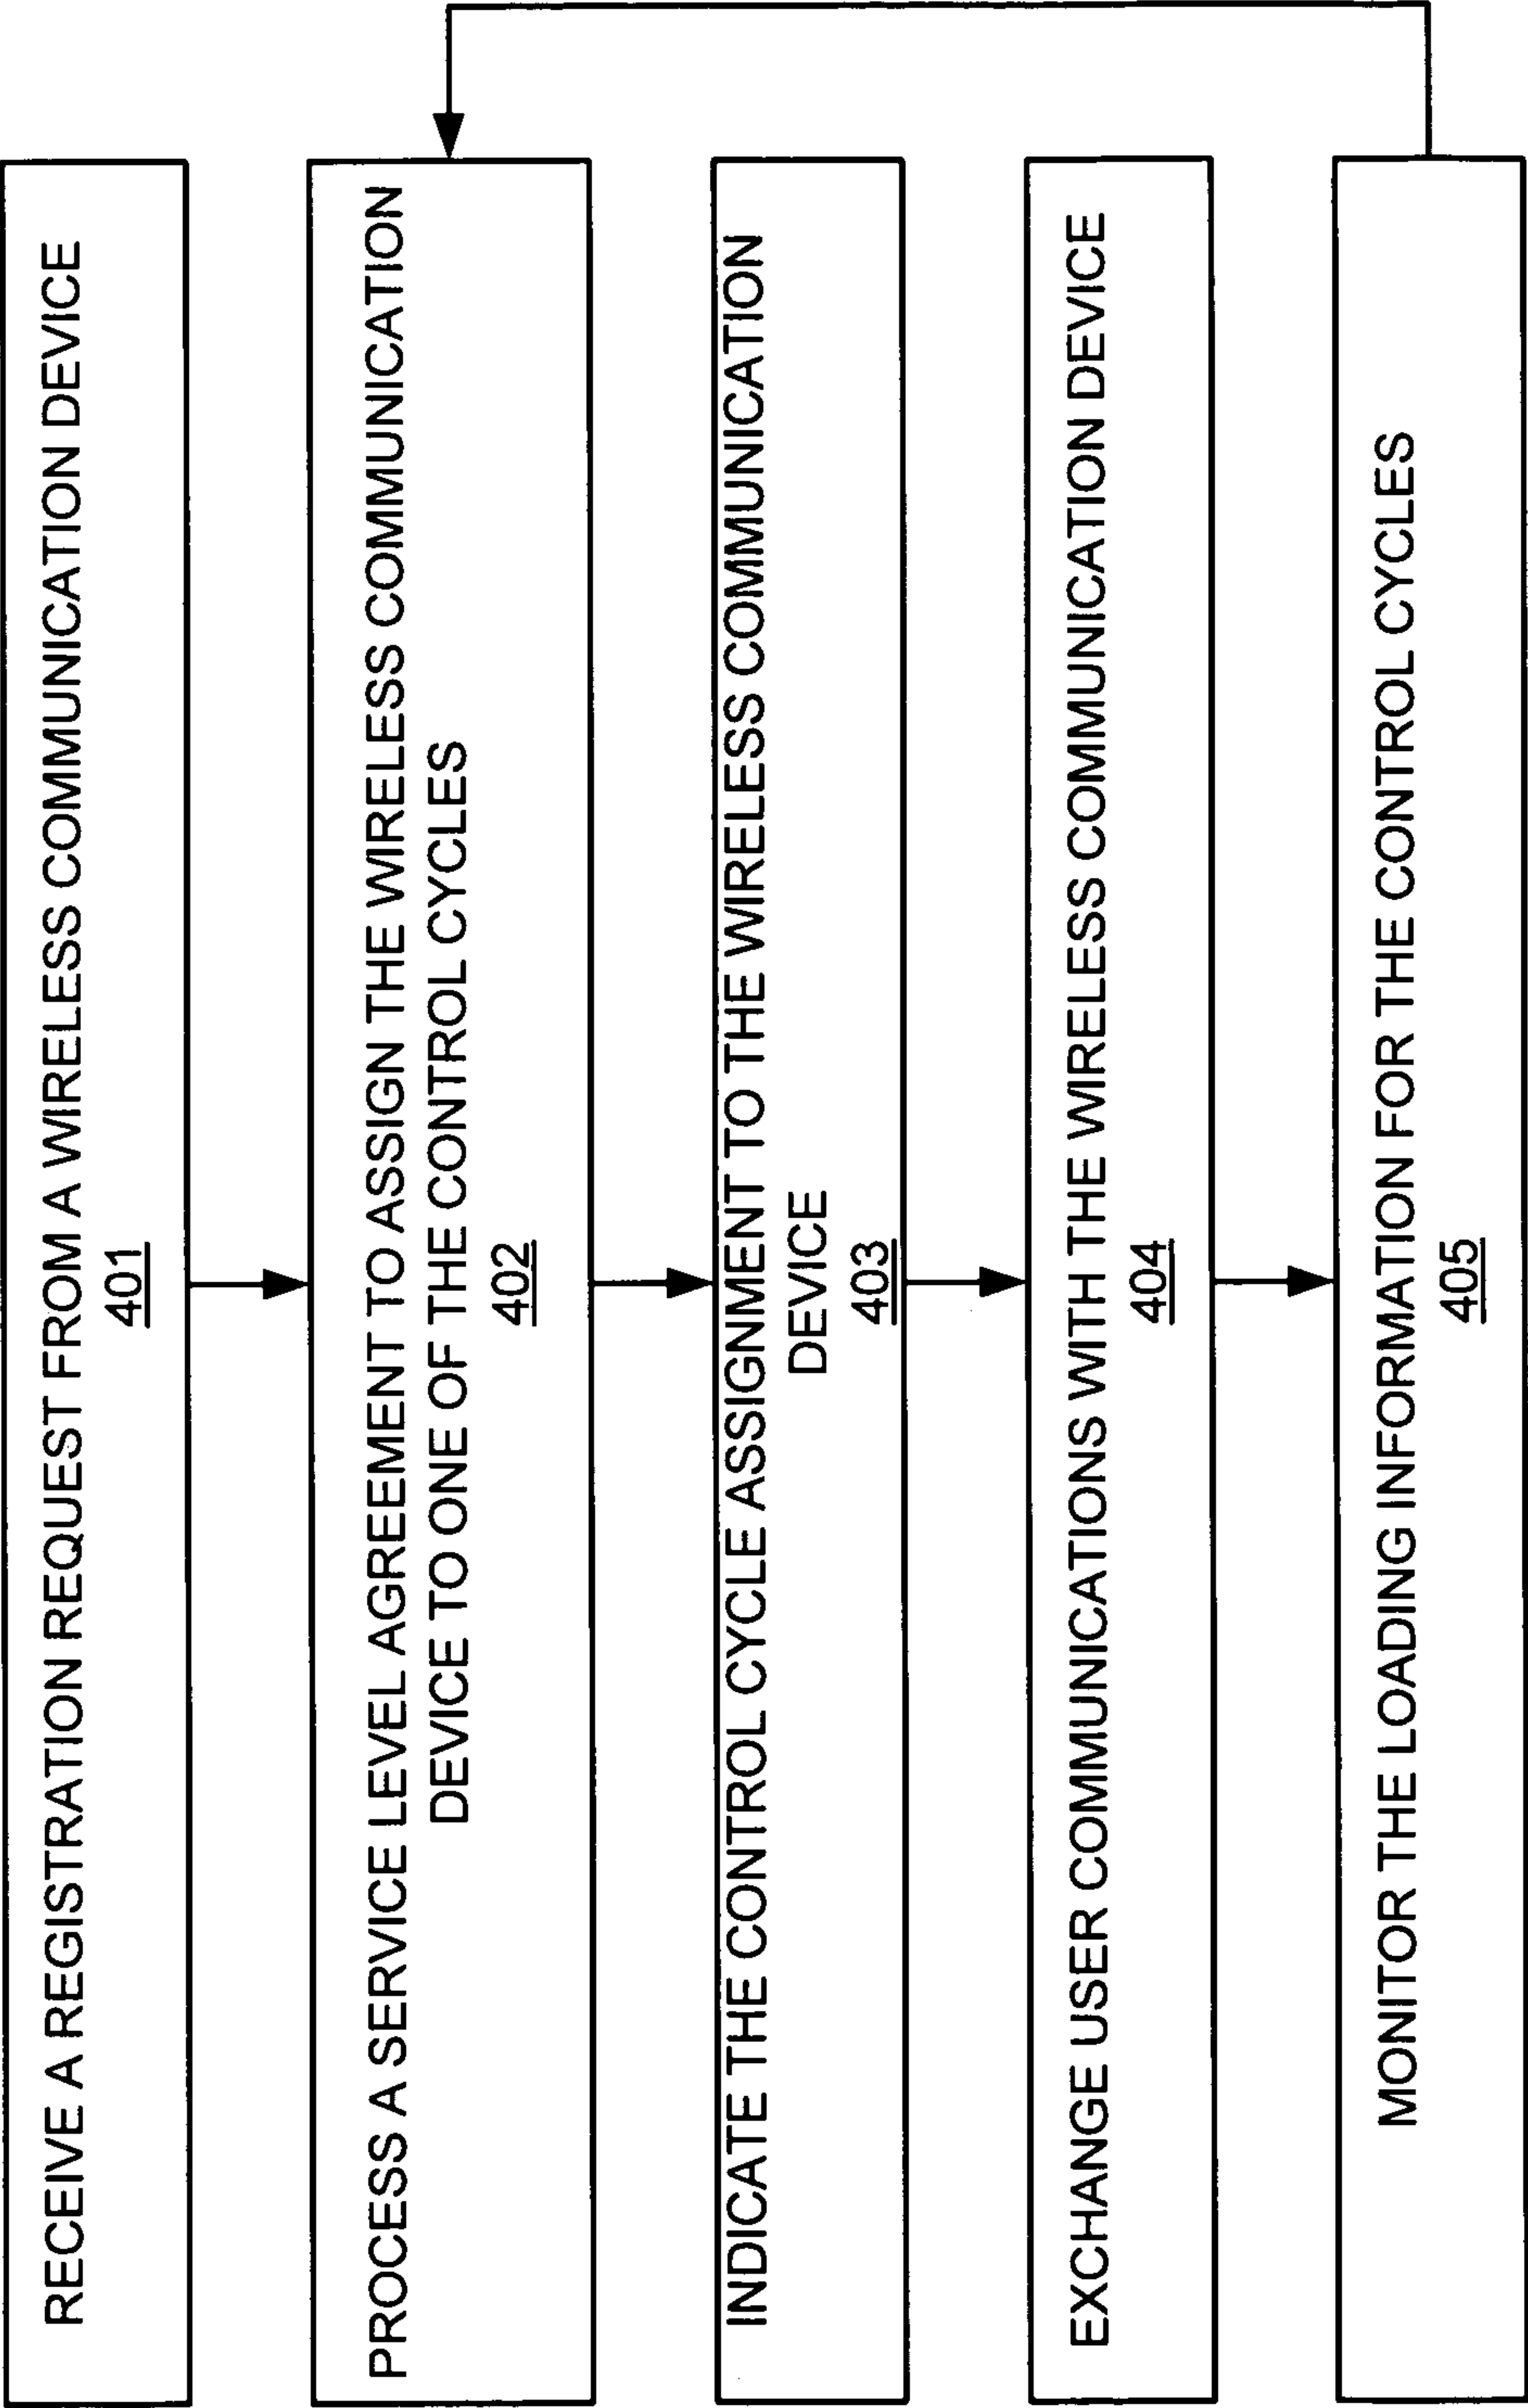 RECEIVE A REGISTRATION REQUEST FROM A WIRELESS COMMUNICATION DEVICE
401
PROCESS A SERVICE LEVEL AGREEMENT TO ASSIGN THE WIRELESS COMMUNICATION
DEVICE TO ONE OF THE CONTROL CYCLES
402
INDICATE THE CONTROL CYCLE ASSIGNMENT TO THE WIRELESS COMMUNICATION
DEVICE
403
EXCHANGE USER COMMUNICATIONS WITH THE WIRELESS COMMUNICATION DEVICE
404
MONITOR THE LOADING INFORMATION FOR THE CONTROL CYCLES
405